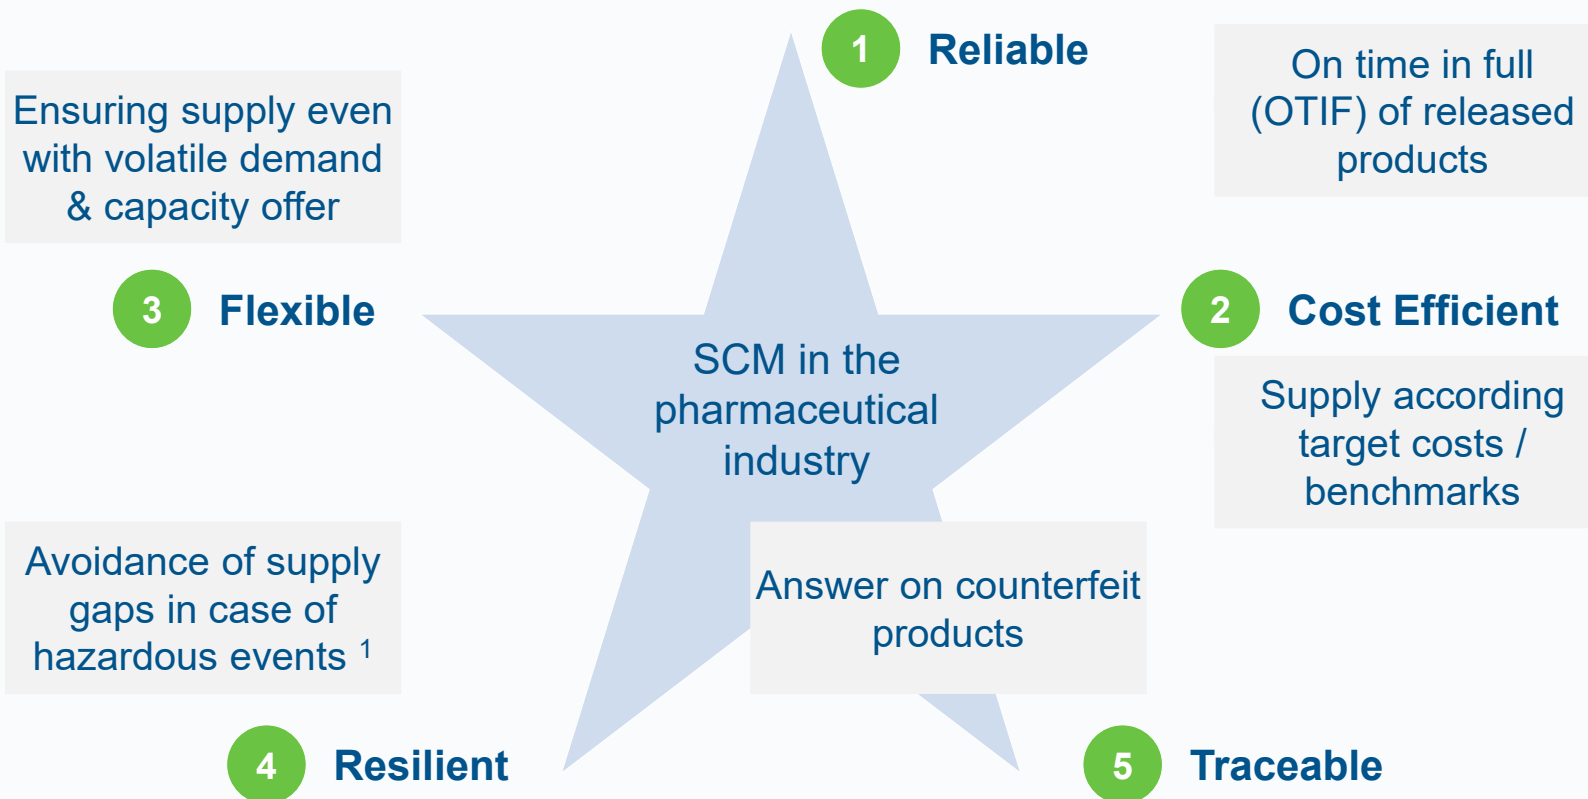 1
Reliable
On time in full
(OTIF) of released
products
Ensuring supply even
with volatile demand
& capacity offer
3
Flexible
2
Cost Efficient
SCM in the
pharmaceutical
industry
Supply according
target costs /
benchmarks
Avoidance of supply
gaps in case of
hazardous events 1
Answer on counterfeit
products
4
Resilient
5
Traceable